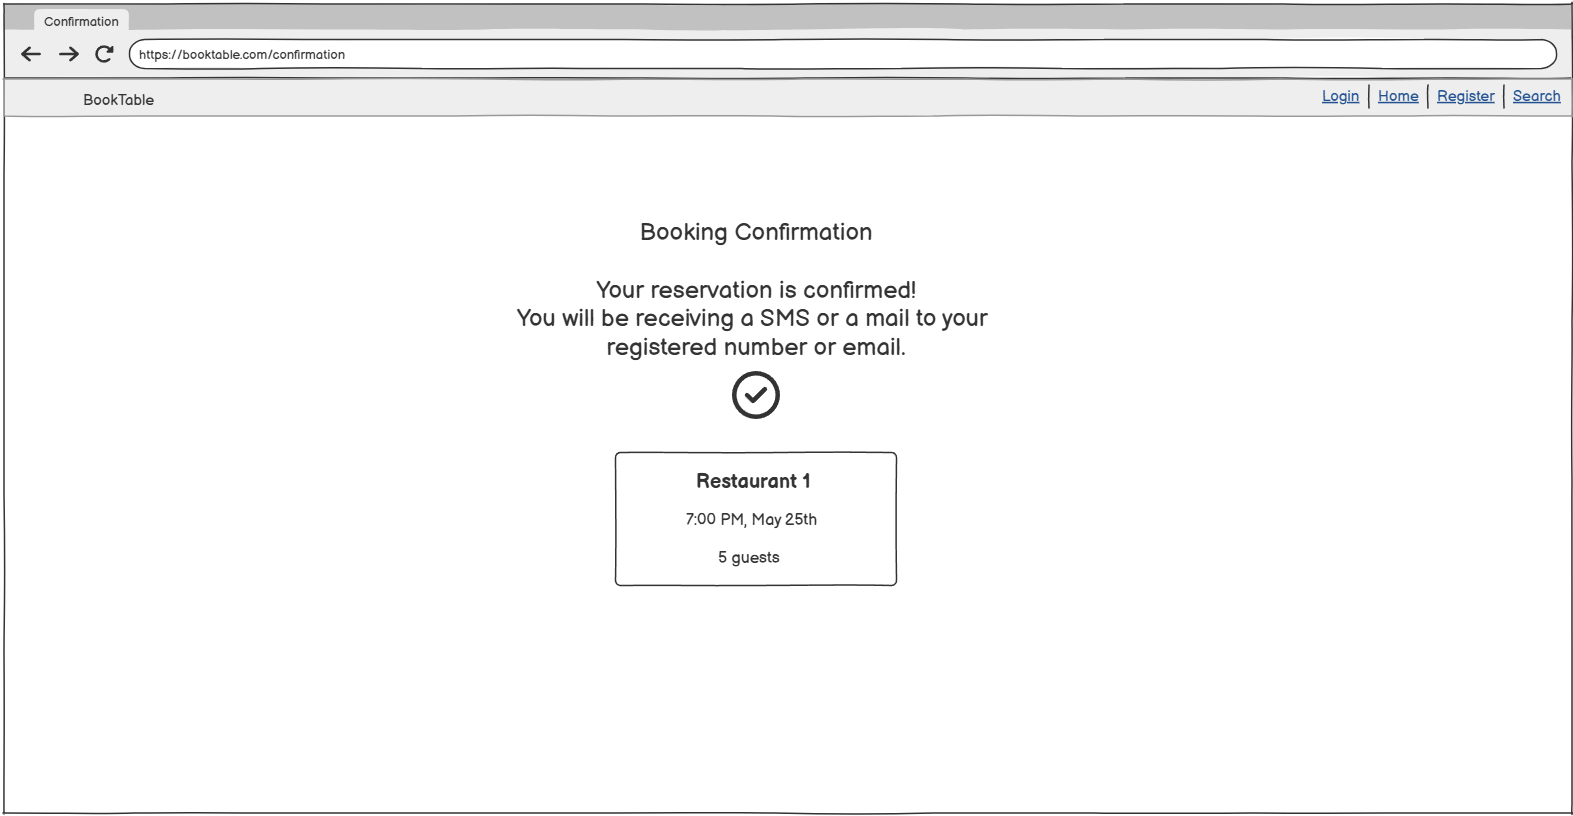 Confirmation
https://booktable.com/confirmation
BookTable
Login Home Register Search
Booking Confirmation
Your reservation is confirmed!
You will be receiving a SMS or a mail to your
registered number or email.
Restaurant 1
7:00 PM, May 25th
5 guests